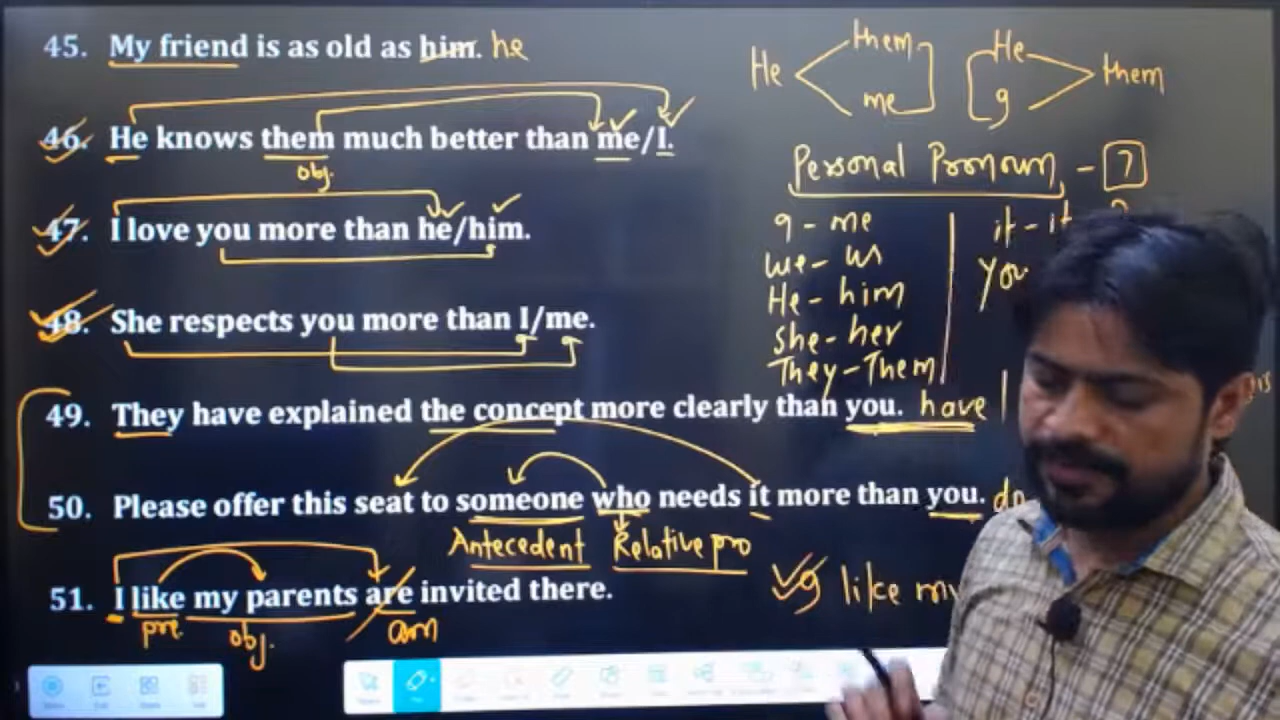 45. My friend is as old as him. he
He them me
He g them
46. He knows them much better than me/I.
obj.
Personal Pronoun - 7
47. I love you more than he/him.
g - me
we - us
He - him
she - her
They - Them
it - it
48. She respects you more than I/me.
49. They have explained the concept more clearly than you. have
50. Please offer this seat to someone who needs it more than you.
Antecedent Relative pro
51. I like my parents are invited there.
pre. obj. am
g like my